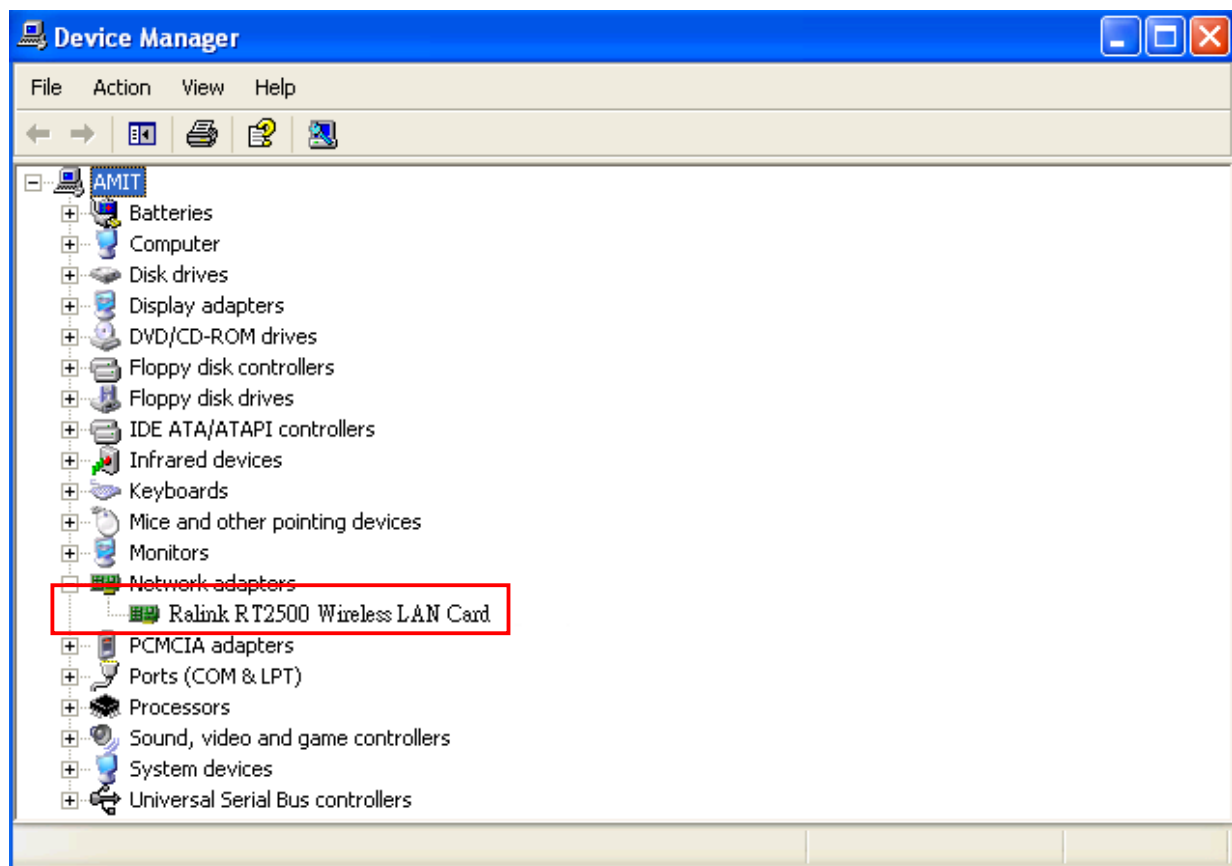 Device Manager
File Action View Help
AMIT
Batteries
Computer
Disk drives
Display adapters
DVD/CD-ROM drives
Floppy disk controllers
Floppy disk drives
IDE ATA/ATAPI controllers
Infrared devices
Keyboards
Mice and other pointing devices
Monitors
Network adapters
Ralink RT2500 Wireless LAN Card
PCMCIA adapters
Ports (COM & LPT)
Processors
Sound, video and game controllers
System devices
Universal Serial Bus controllers